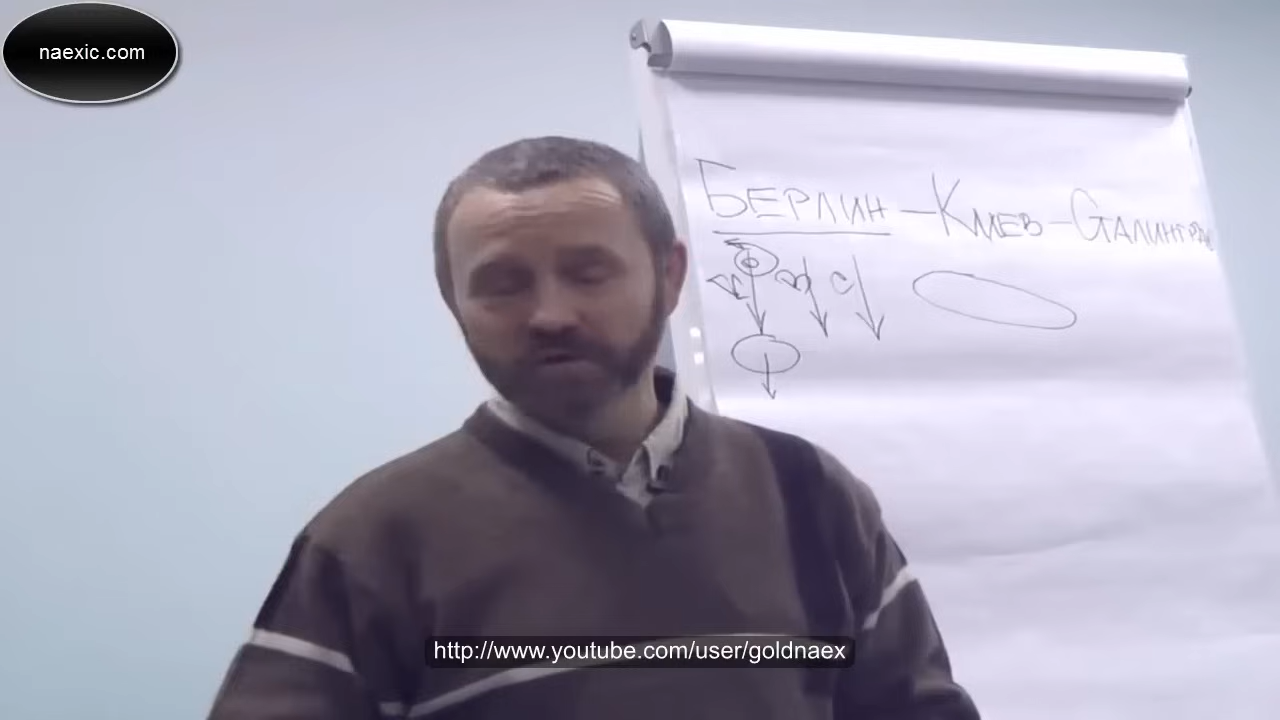 naexic.com
БЕРЛИН – КИЕВ – СТАЛИНГРАД
A B C
http://www.youtube.com/user/goldnaex